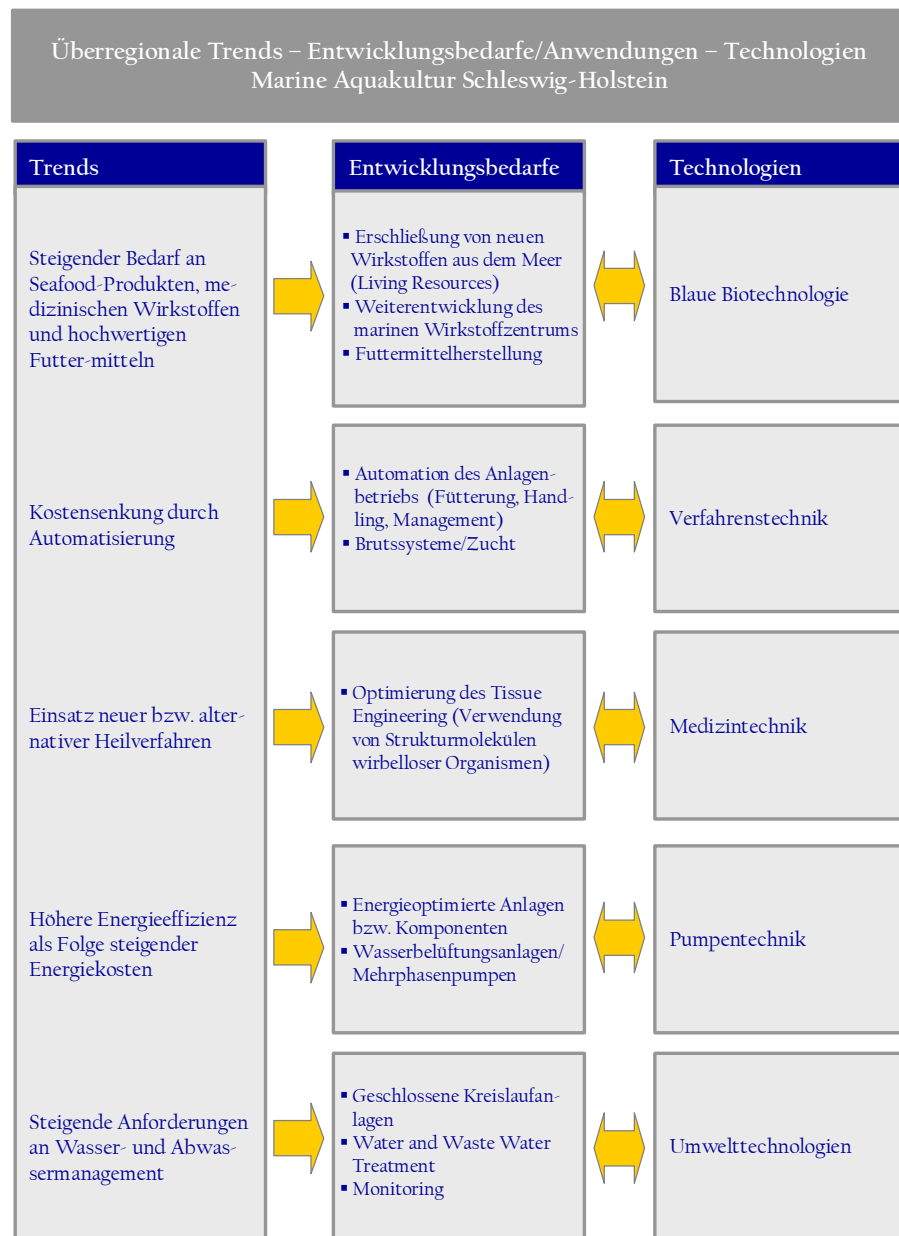 Überregionale Trends – Entwicklungsbedarfe/Anwendungen – Technologien
Marine Aquakultur Schleswig-Holstein
Trends
Entwicklungsbedarfe
Technologien
Steigender Bedarf an
Seafood-Produkten, me-
dizinischen Wirkstoffen
und hochwertigen
Futter-mitteln
▪ Erschließung von neuen
Wirkstoffen aus dem Meer
(Living Resources)
▪ Weiterentwicklung des
marinen Wirkstoffzentrums
▪ Futtermittelherstellung
Blaue Biotechnologie
Kostensenkung durch
Automatisierung
▪ Automation des Anlagen-
betriebs (Fütterung, Hand-
ling, Management)
▪ Brutssysteme/Zucht
Verfahrenstechnik
Einsatz neuer bzw. alter-
nativer Heilverfahren
▪ Optimierung des Tissue
Engineering (Verwendung
von Strukturmolekülen
wirbelloser Organismen)
Medizintechnik
Höhere Energieeffizienz
als Folge steigender
Energiekosten
▪ Energieoptimierte Anlagen
bzw. Komponenten
▪ Wasserbelüftungsanlagen/
Mehrphasenpumpen
Pumpentechnik
Steigende Anforderungen
an Wasser- und Abwas-
sermanagement
▪ Geschlossene Kreislaufan-
lagen
▪ Water and Waste Water
Treatment
▪ Monitoring
Umwelttechnologien